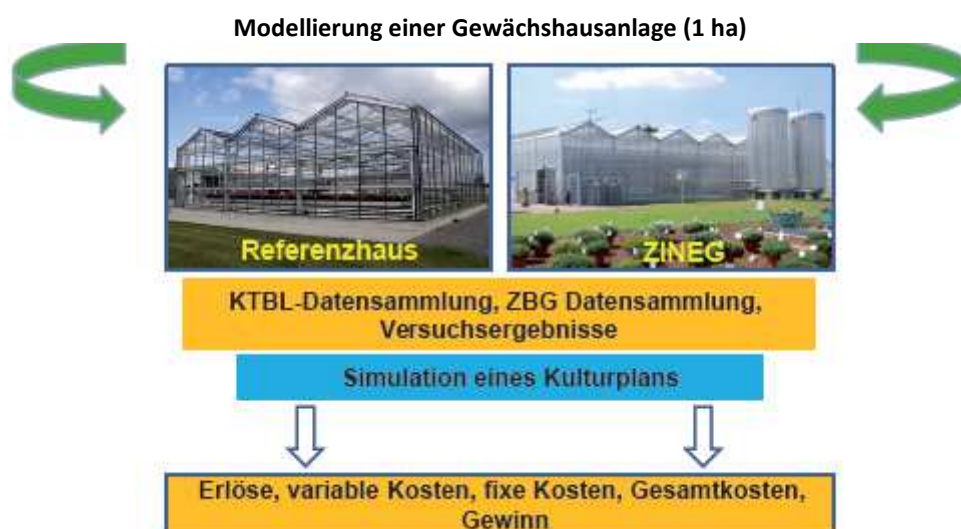 Modellierung einer Gewächshausanlage (1 ha)
Referenzhaus
ZINEG
KTBL-Datensammlung, ZBG Datensammlung,
Versuchsergebnisse
Simulation eines Kulturplans
Erlöse, variable Kosten, fixe Kosten, Gesamtkosten,
Gewinn